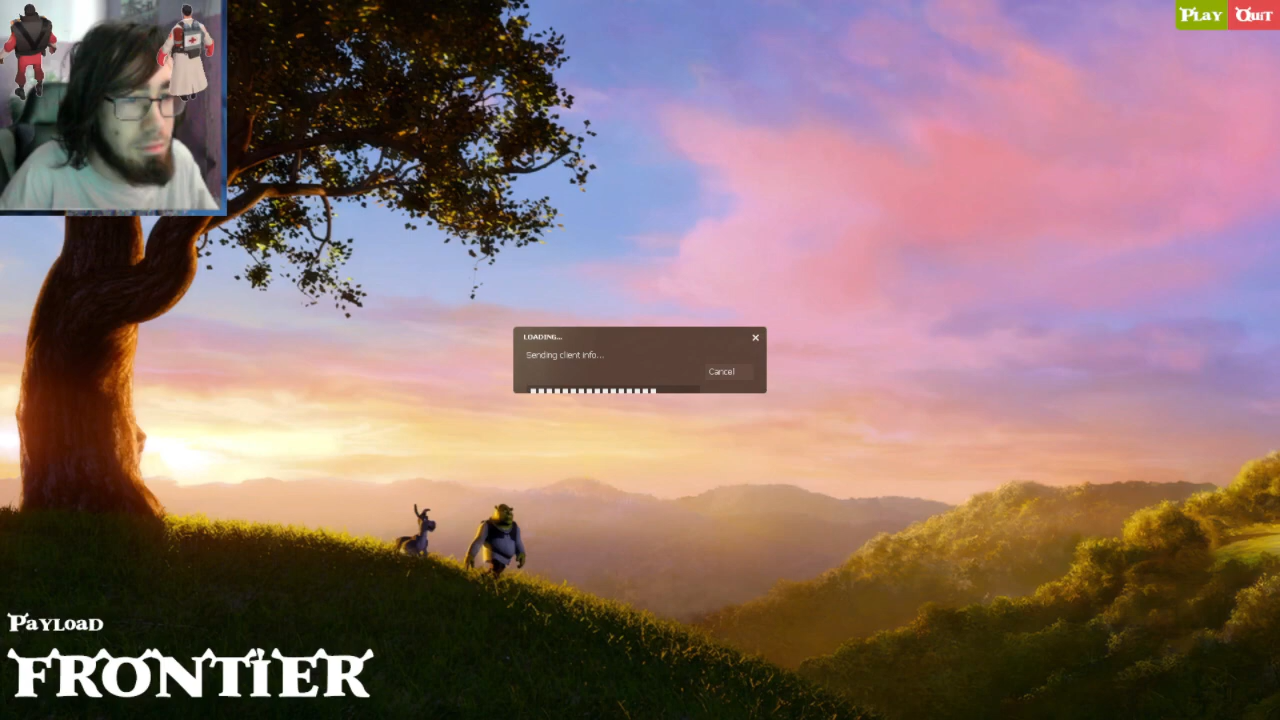 Play Quit
LOADING...
Sending client info...
Cancel
Payload
FRONTIER